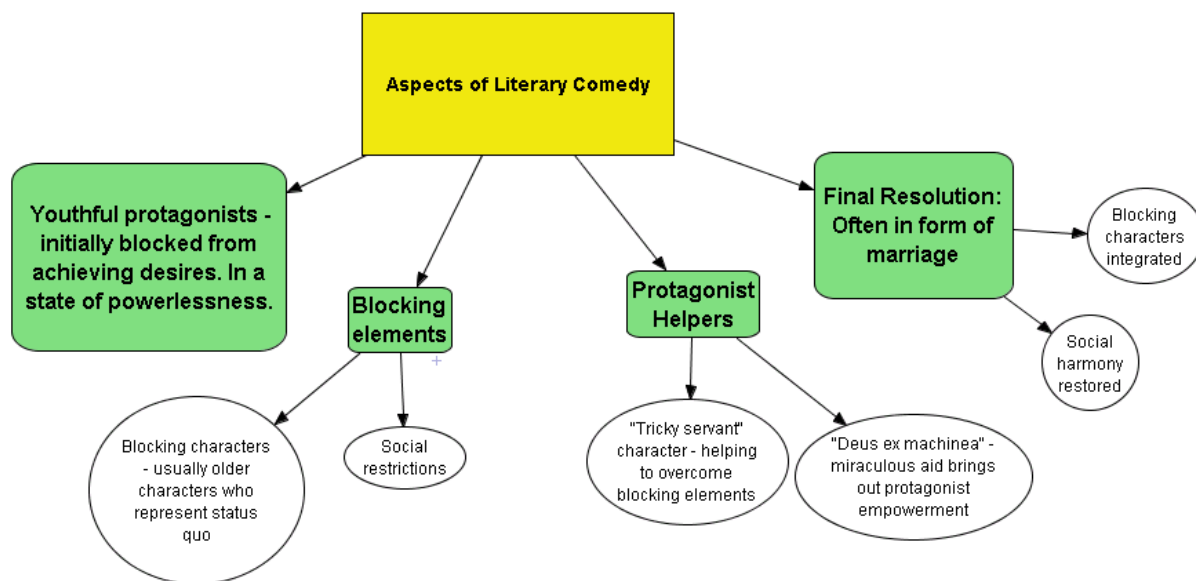 Aspects of Literary Comedy
Youthful protagonists -
initially blocked from
achieving desires. In a
state of powerlessness.
Blocking
elements
Protagonist
Helpers
Final Resolution:
Often in form of
marriage
Blocking
characters
integrated
Social
harmony
restored
Blocking characters
- usually older
characters who
represent status
quo
Social
restrictions
"Tricky servant"
character - helping
to overcome
blocking elements
"Deus ex machinea" -
miraculous aid brings
out protagonist
empowerment